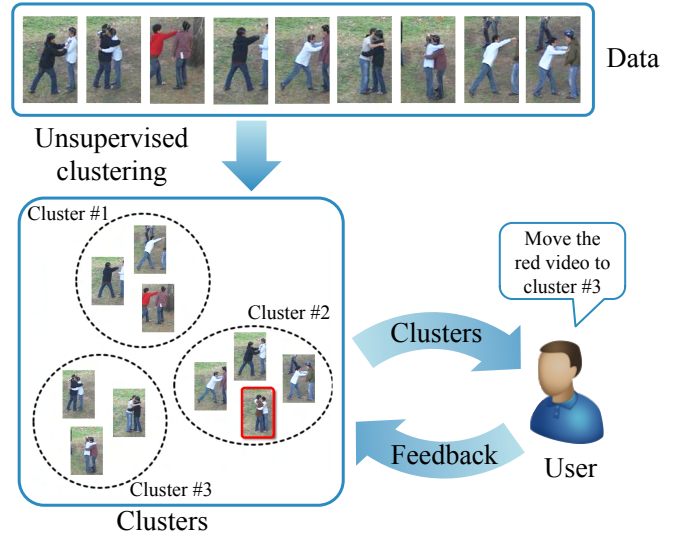 Data
Unsupervised
clustering
Cluster #1
Cluster #2
Cluster #3
Clusters
Clusters
Feedback
Move the
red video to
cluster #3
User